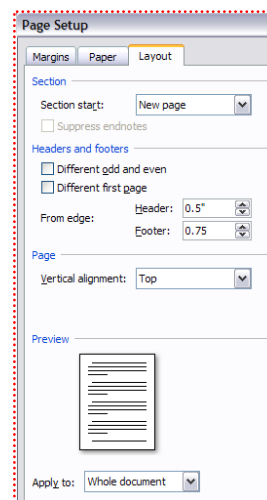 Page Setup
Margins Paper Layout
Section
Section start: New page
Suppress endnotes
Headers and footers
Different odd and even
Different first page
From edge: Header: 0.5"
Footer: 0.75
Page
Vertical alignment: Top
Preview
Apply to: Whole document